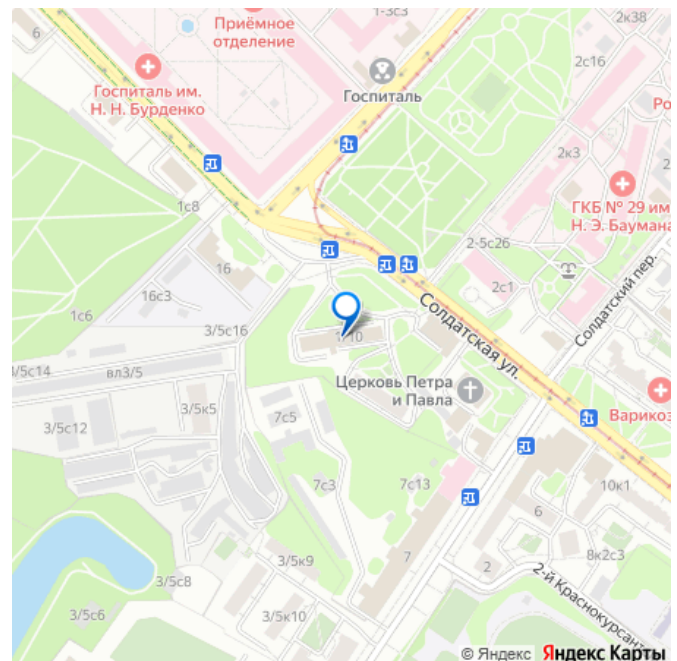 6
Приёмное
отделение
1-3с3
2к38
2с16
Госпиталь им.
Н. Н. Бурденко
Госпиталь
Ро
2к3
2
ГКБ № 29 им
Н. Э. Баумана
1с8
2-5с26
16
2с1
Солдатский пер.
16с3
1с6
3/5с16
Солдатская ул.
3/5с14
вл3/5
Церковь Петра
и Павла
Варикоз
3/5к5
7с5
3/5с12
7с3
7с13
10к1
6
3/5к9
7
8к2с3
3/5с8
2
2-й Краснокурсант
3/5с6
3/5к10
© Яндекс Яндекс Карты